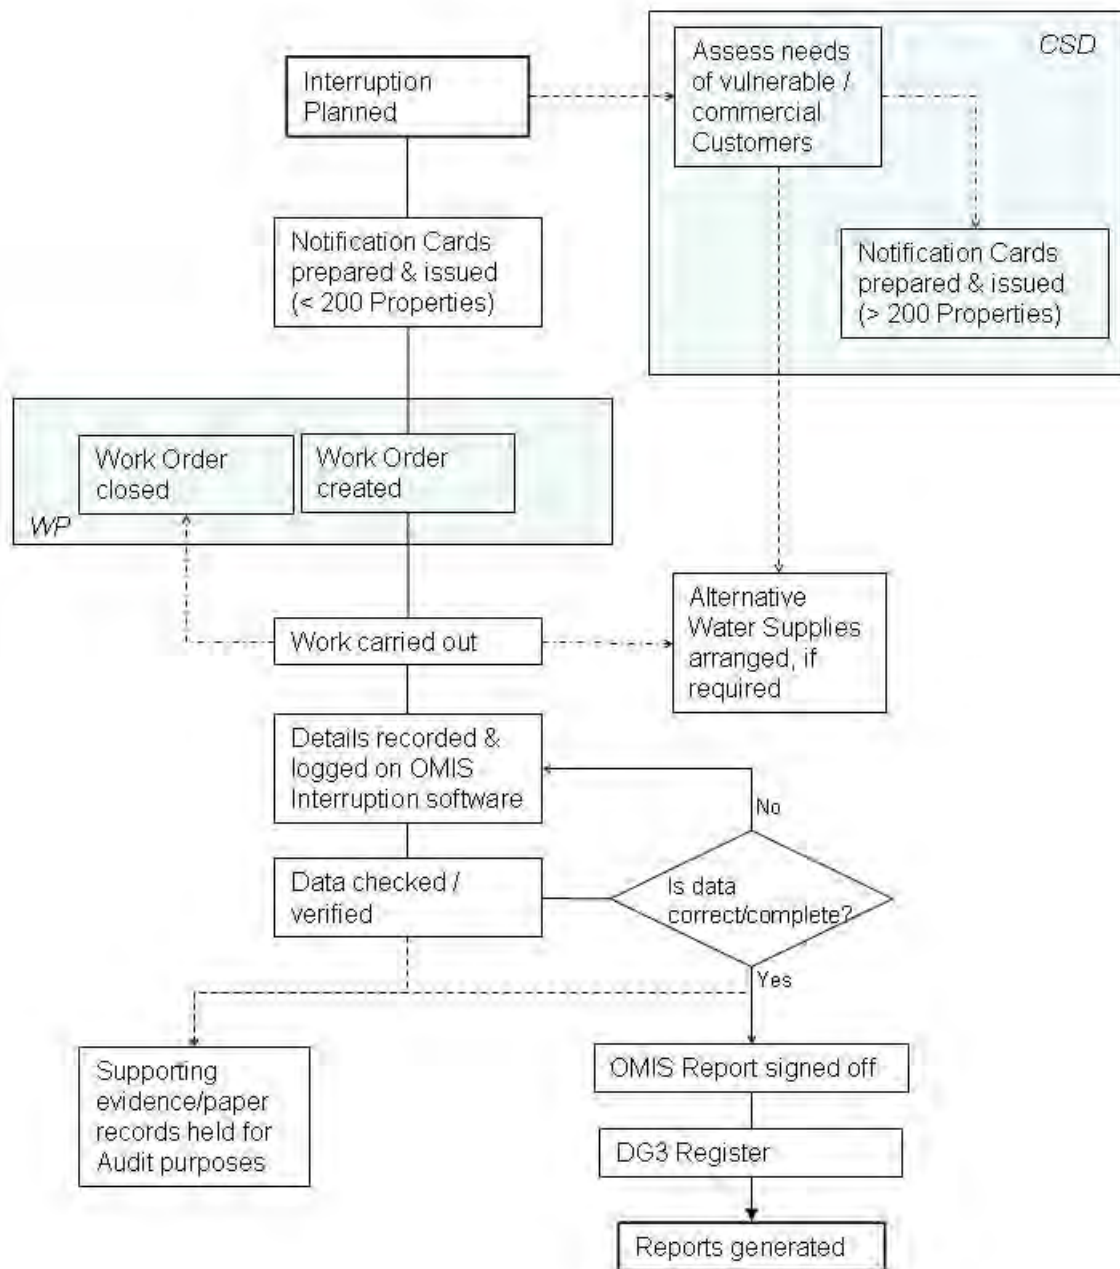 CSD
Interruption
Planned
Assess needs
of vulnerable /
commercial
Customers
Notification Cards
prepared & issued
(< 200 Properties)
Notification Cards
prepared & issued
(> 200 Properties)
Work Order
closed
Work Order
created
WP
Work carried out
Alternative
Water Supplies
arranged, if
required
Details recorded &
logged on OMIS
Interruption software
No
Data checked /
verified
Is data
correct/complete?
Yes
Supporting
evidence/paper
records held for
Audit purposes
OMIS Report signed off
DG3 Register
Reports generated